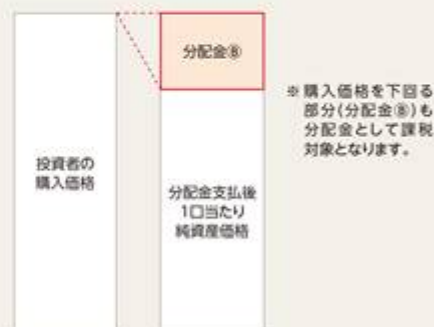 分配金Ⓑ
※購入価格を下回る
部分(分配金Ⓑ)も
分配金として課税
対象となります。
投資者の
購入価格
分配金支払後
1口当たり
純資産価格